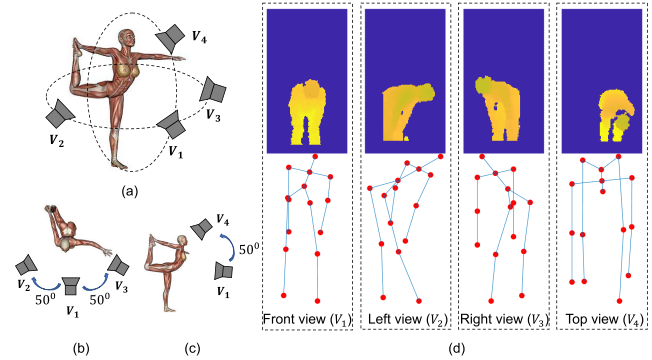 V₄
V₃
V₂
V₁
(a)
V₄
50⁰
V₂
V₃
V₁
50⁰
50⁰
V₁
(b)
(c)
Front view (V₁)
Left view (V₂)
Right view (V₃)
Top view (V₄)
(d)